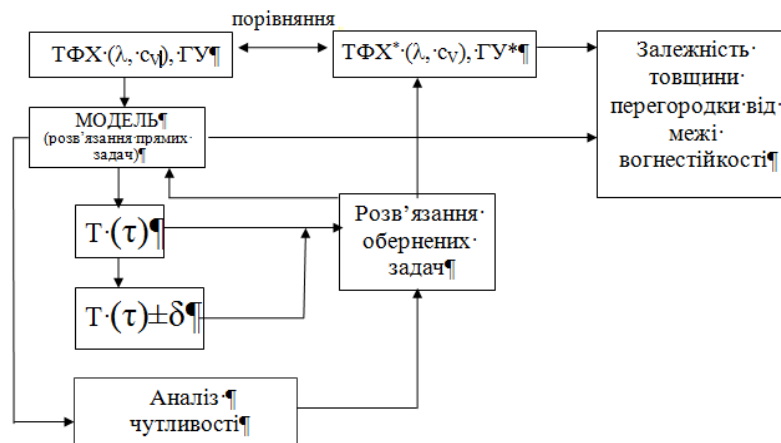 порівняння
ТФХ·(λ,·cV),·ГУ¶
ТФХ*·(λ,·cV),·ГУ*¶
Залежність·
товщини·
перегородки·від·
межі·
вогнестійкості¶
МОДЕЛЬ¶
(розв’язання·прямих·
задач)¶
Т·(τ)¶
Розв’язання·
обернених·
задач¶
Т·(τ)±δ¶
Аналіз·¶
чутливості¶